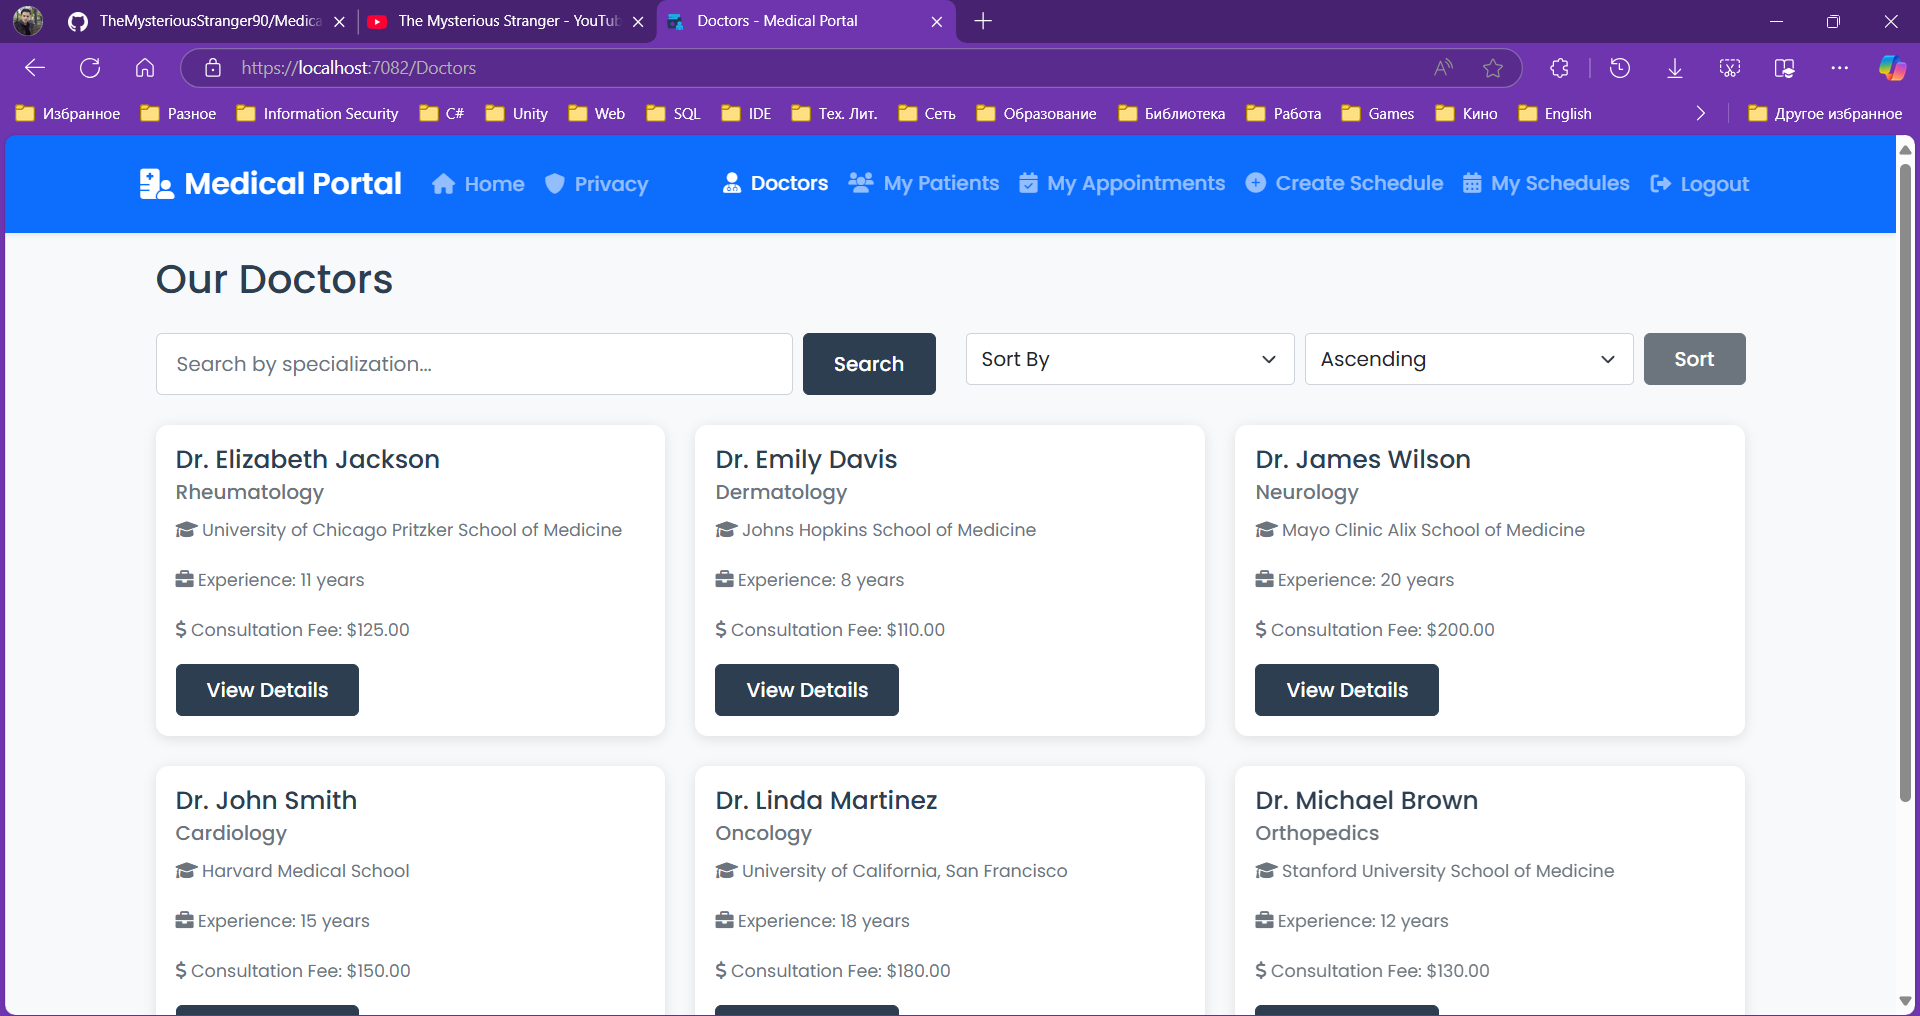 TheMysteriousStranger90/Medica
The Mysterious Stranger - YouTub
Doctors - Medical Portal
https://localhost:7082/Doctors
Избранное Разное Information Security C# Unity Web SQL IDE Тех. Лит. Сеть Образование Библиотека Работа Games Кино English Другое избранное
Medical Portal Home Privacy Doctors My Patients My Appointments Create Schedule My Schedules Logout
Our Doctors
Search by specialization... Search Sort By Ascending Sort
Dr. Elizabeth Jackson
Rheumatology
University of Chicago Pritzker School of Medicine
Experience: 11 years
$ Consultation Fee: $125.00
View Details
Dr. Emily Davis
Dermatology
Johns Hopkins School of Medicine
Experience: 8 years
$ Consultation Fee: $110.00
View Details
Dr. James Wilson
Neurology
Mayo Clinic Alix School of Medicine
Experience: 20 years
$ Consultation Fee: $200.00
View Details
Dr. John Smith
Cardiology
Harvard Medical School
Experience: 15 years
$ Consultation Fee: $150.00
Dr. Linda Martinez
Oncology
University of California, San Francisco
Experience: 18 years
$ Consultation Fee: $180.00
Dr. Michael Brown
Orthopedics
Stanford University School of Medicine
Experience: 12 years
$ Consultation Fee: $130.00